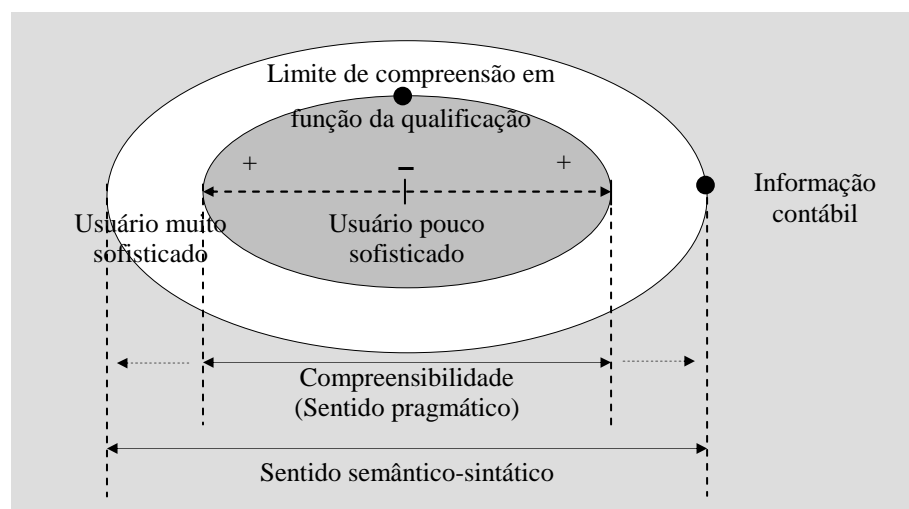 Limite de compreensão em
função da qualificação
+ − +
Informação
contábil
Usuário muito
sofisticado
Usuário pouco
sofisticado
Compreensibilidade
(Sentido pragmático)
Sentido semântico-sintático